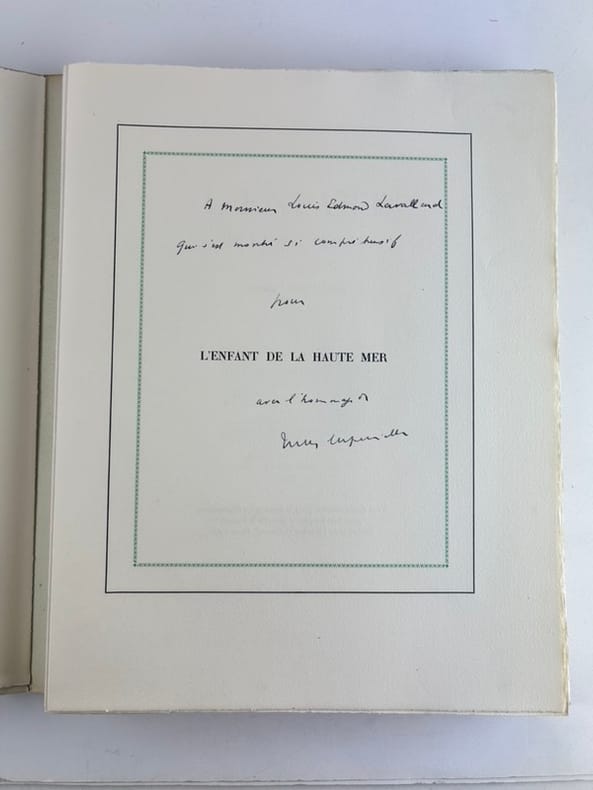 A Monsieur Louis Edmond Lavalland
qui s'est montré si compréhensif
pour
L'ENFANT DE LA HAUTE MER
avec l'hommage de
Jules Supervielle